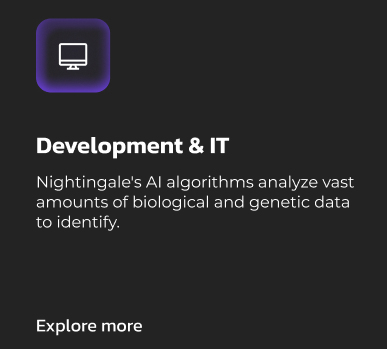 Development & IT
Nightingale's AI algorithms analyze vast
amounts of biological and genetic data
to identify.
Explore more